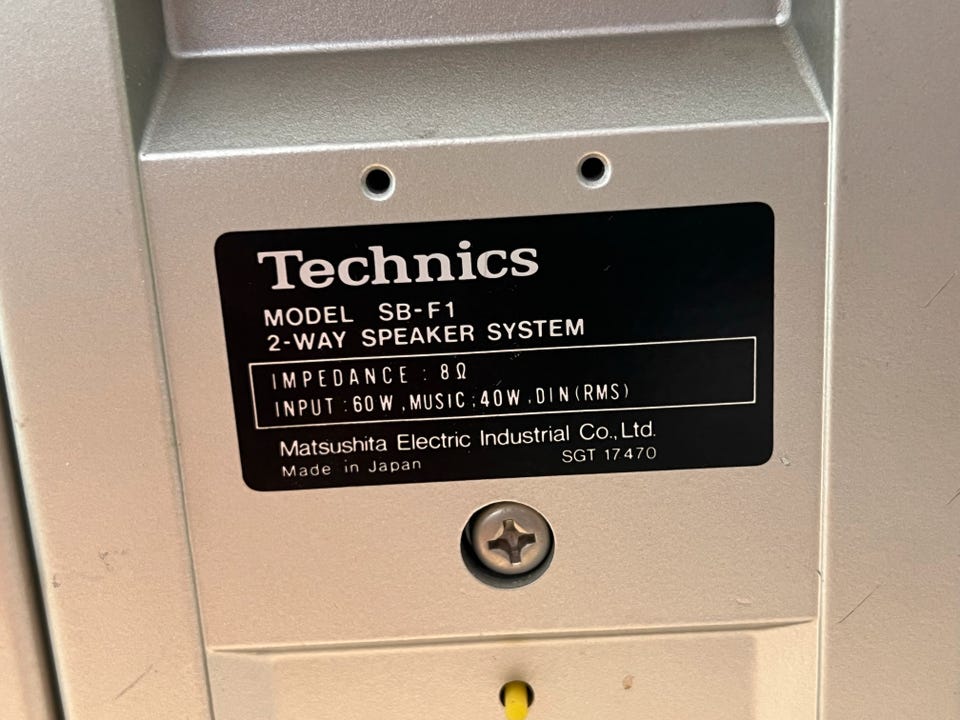 Technics
MODEL SB-F1
2-WAY SPEAKER SYSTEM
IMPEDANCE : 8Ω
INPUT : 60W, MUSIC ; 40W, DIN (RMS)
Matsushita Electric Industrial Co., Ltd.
Made in Japan SGT 17470